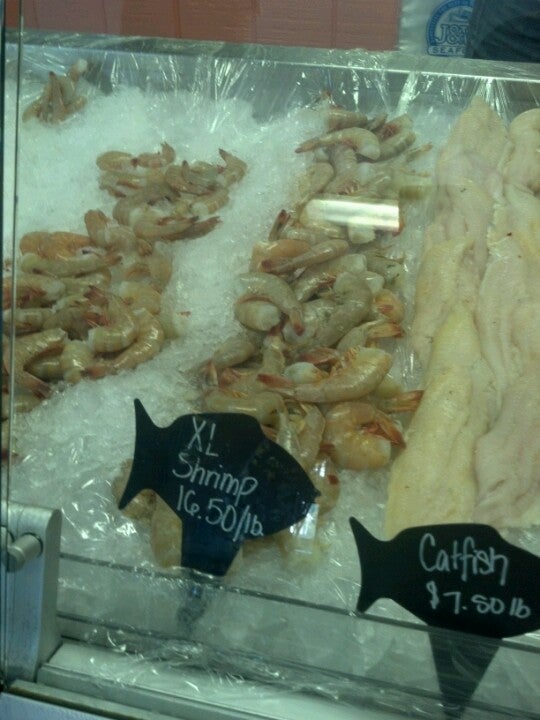 XL
Shrimp
16.50/lb
Catfish
$7.50 lb